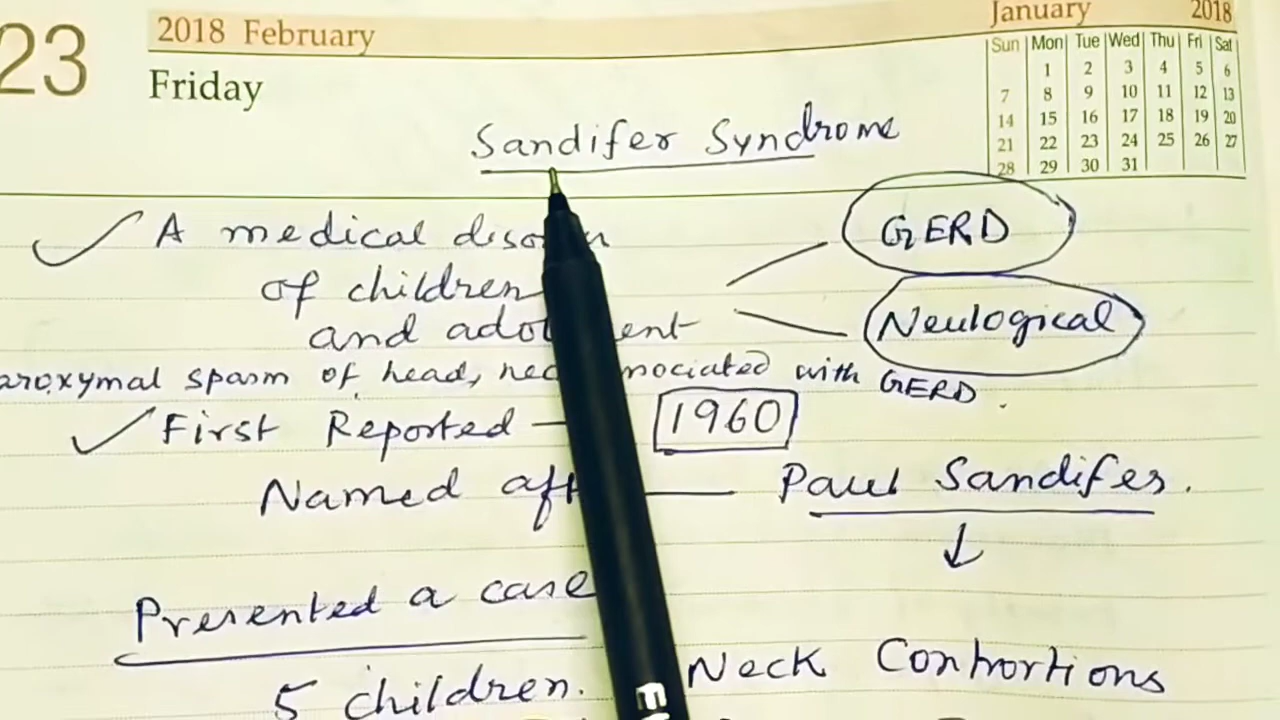 23
2018 February
Friday
January 2018
Sun Mon Tue Wed Thu Fri Sat
1 2 3 4 5 6
7 8 9 10 11 12 13
14 15 16 17 18 19 20
21 22 23 24 25 26 27
28 29 30 31
Sandifer Syndrome
A medical
of children
and
GERD
Neulogical
spasm of head, with GERD.
First Reported — 1960
Named — Paul Sandifer.
Presented a case
5 children. Neck Contortions